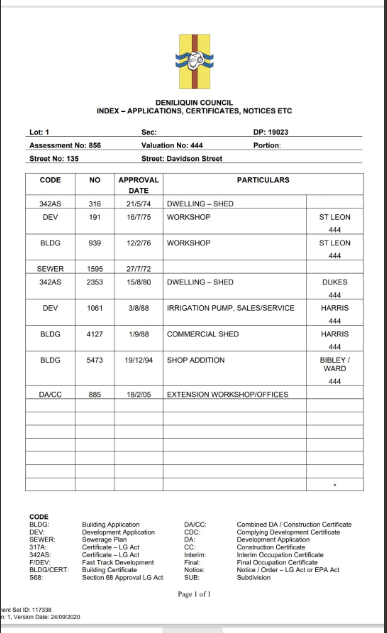 DENILIQUIN COUNCIL
INDEX – APPLICATIONS, CERTIFICATES, NOTICES ETC
Lot: 1 Sec: DP: 19023
Assessment No: 856 Valuation No: 444 Portion:
Street No: 135 Street: Davidson Street
CODE NO APPROVAL DATE PARTICULARS
342AS 316 21/5/74 DWELLING – SHED
DEV 191 16/7/75 WORKSHOP ST LEON 444
BLDG 939 12/2/76 WORKSHOP ST LEON 444
SEWER 1595 27/7/72
342AS 2353 15/8/80 DWELLING – SHED DUKES 444
DEV 1061 3/8/88 IRRIGATION PUMP, SALES/SERVICE HARRIS 444
BLDG 4127 1/9/88 COMMERCIAL SHED HARRIS 444
BLDG 5473 19/12/94 SHOP ADDITION BIBLEY / WARD 444
DA/CC 885 18/2/05 EXTENSION WORKSHOP/OFFICES
*
CODE
BLDG: Building Application DA/CC: Combined DA / Construction Certificate
DEV: Development Application CDC: Complying Development Certificate
SEWER: Sewerage Plan DA: Development Application
317A: Certificate – LG Act CC: Construction Certificate
342AS: Certificate – LG Act Interim: Interim Occupation Certificate
F/DEV: Fast Track Development Final: Final Occupation Certificate
BLDG/CERT: Building Certificate Notice: Notice / Order – LG Act or EPA Act
S68: Section 68 Approval LG Act SUB: Subdivision
Page 1 of 1
ment Set ID: 117338
n: 1, Version Date: 24/09/2020